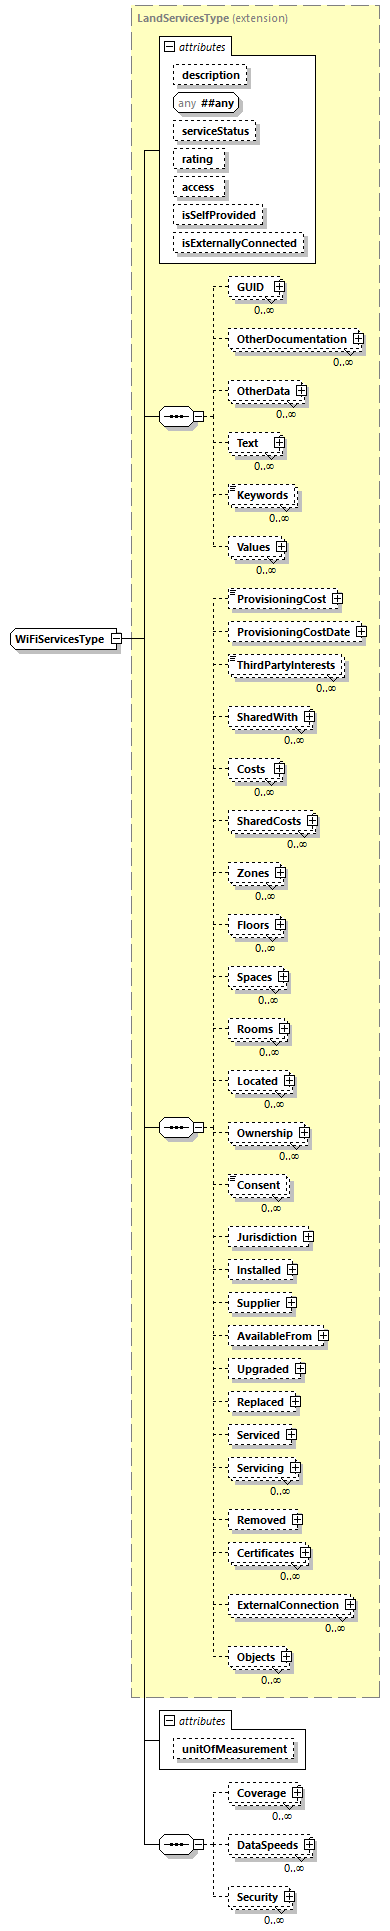 LandServicesType (extension)
attributes
description
any ##any
serviceStatus
rating
access
isSelfProvided
isExternallyConnected
GUID
0..∞
OtherDocumentation
0..∞
OtherData
0..∞
Text
0..∞
Keywords
0..∞
Values
0..∞
ProvisioningCost
WiFiServicesType
ProvisioningCostDate
ThirdPartyInterests
0..∞
SharedWith
0..∞
Costs
0..∞
SharedCosts
0..∞
Zones
0..∞
Floors
0..∞
Spaces
0..∞
Rooms
0..∞
Located
0..∞
Ownership
0..∞
Consent
0..∞
Jurisdiction
Installed
Supplier
AvailableFrom
Upgraded
Replaced
Serviced
Servicing
0..∞
Removed
Certificates
0..∞
ExternalConnection
0..∞
Objects
0..∞
attributes
unitOfMeasurement
Coverage
0..∞
DataSpeeds
0..∞
Security
0..∞